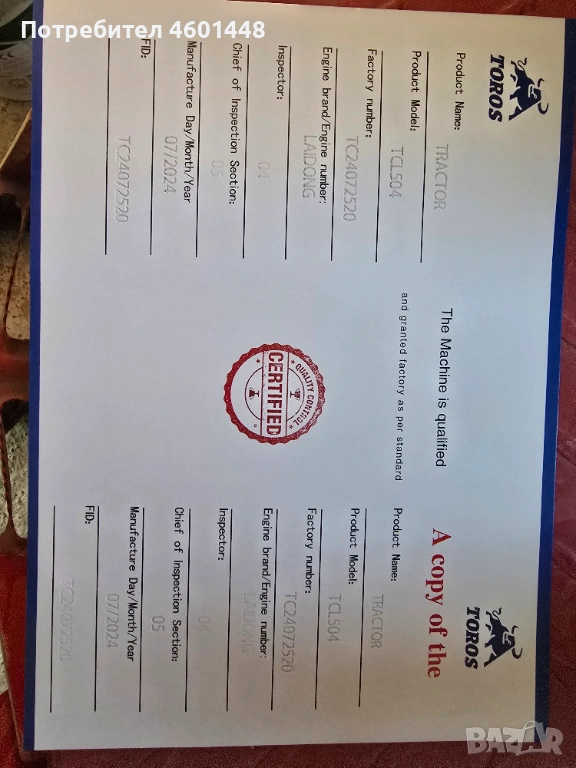 Потребител 4601448
TOROS
Product Name:
TRACTOR
Product Model:
TCL504
Factory number:
TC24072520
Engine brand/Engine number:
LAIDONG
Inspector:
04
Chief of Inspection Section:
05
Manufacture Day/Month/Year
07/2024
FID:
TC24072520
The Machine is qualified
and granted factory as per standard
QUALITY CONTROL
CERTIFIED
TOROS
A copy of the
Product Name:
TRACTOR
Product Model:
TCL504
Factory number:
TC24072520
Engine brand/Engine number:
LAIDONG
Inspector:
04
Chief of Inspection Section:
05
Manufacture Day/Month/Year
07/2024
FID:
TC24072520
BAZAR